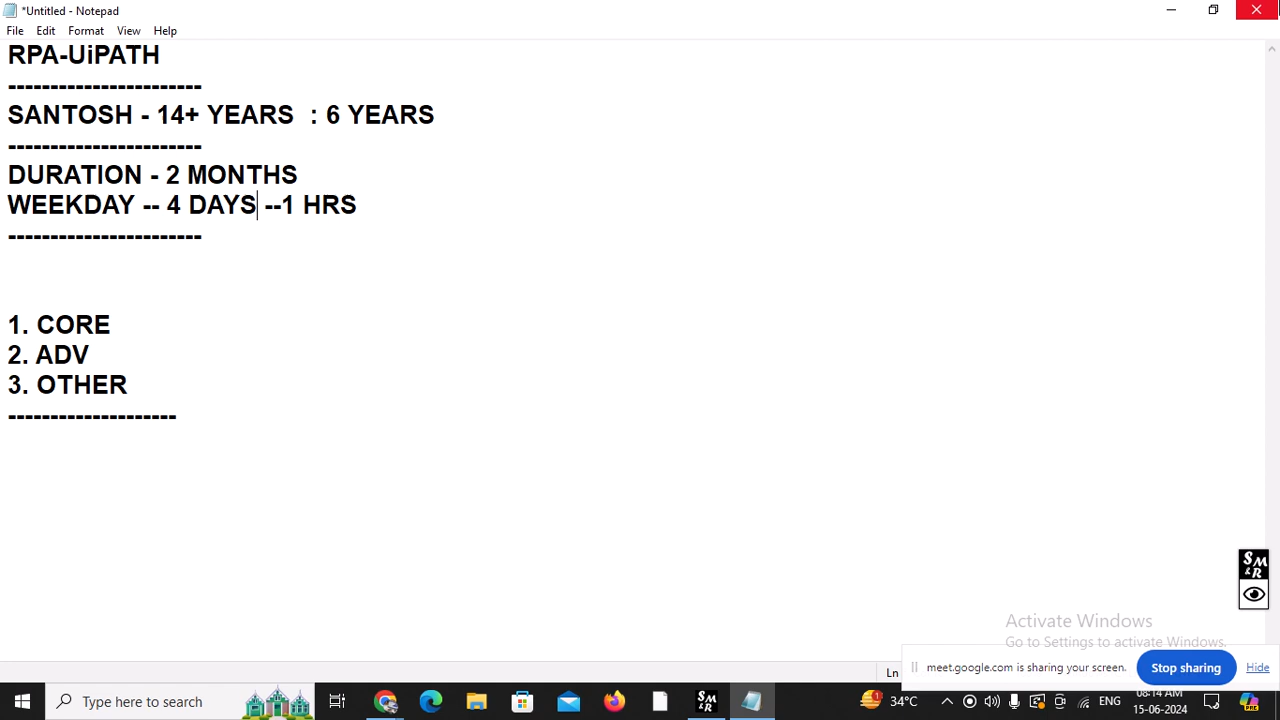 *Untitled - Notepad
File Edit Format View Help
RPA-UiPATH
-----------------------
SANTOSH - 14+ YEARS  : 6 YEARS
-----------------------
DURATION - 2 MONTHS
WEEKDAY -- 4 DAYS --1 HRS
-----------------------
1. CORE
2. ADV
3. OTHER
--------------------
S M & R
Activate Windows
Go to Settings to activate Windows.
Ln
meet.google.com is sharing your screen. Stop sharing Hide
Type here to search
S M & R
1
34°C
ENG
08:14 AM
15-06-2024
PRE